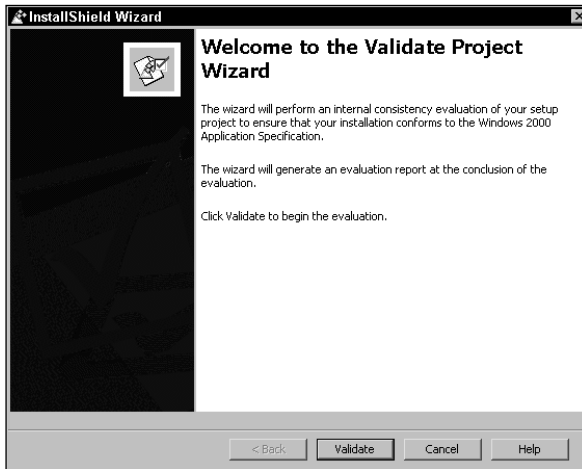 InstallShield Wizard
Welcome to the Validate Project
Wizard
The wizard will perform an internal consistency evaluation of your setup
project to ensure that your installation conforms to the Windows 2000
Application Specification.
The wizard will generate an evaluation report at the conclusion of the
evaluation.
Click Validate to begin the evaluation.
< Back
Validate
Cancel
Help